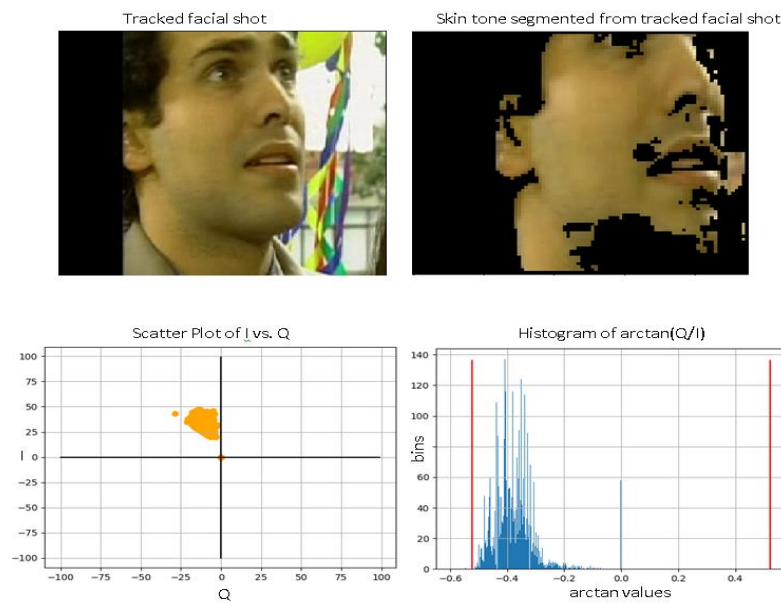 Tracked facial shot
Skin tone segmented from tracked facial shot
Scatter Plot of I vs. Q
100
75
50
25
I 0
−25
−50
−75
−100
−100 −75 −50 −25 0 25 50 75 100
Q
Histogram of arctan(Q/I)
140
120
100
80
60
40
20
0
bins
−0.6 −0.4 −0.2 0.0 0.2 0.4
arctan values